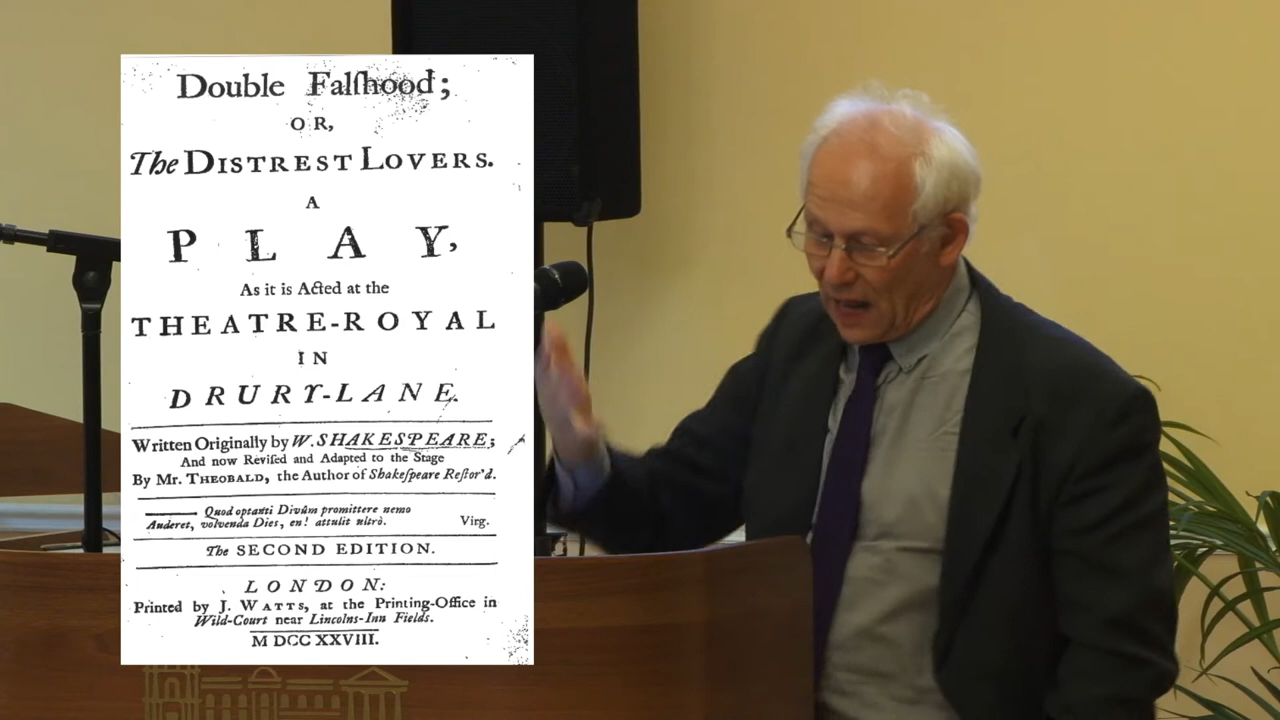 Double Falſhood;
OR,
The DISTREST LOVERS.
A
PLAY,
As it is Acted at the
THEATRE-ROYAL
IN
DRURY-LANE.
Written Originally by W. SHAKESPEARE;
And now Reviſed and Adapted to the Stage
By Mr. THEOBALD, the Author of Shakeſpeare Reſtor'd.
Quod optanti Divûm promittere nemo
Auderet, volvenda Dies, en! attulit ultrò. Virg.
The SECOND EDITION.
LONDON:
Printed by J. WATTS, at the Printing-Office in
Wild-Court near Lincolns-Inn Fields.
M DCC XXVIII.